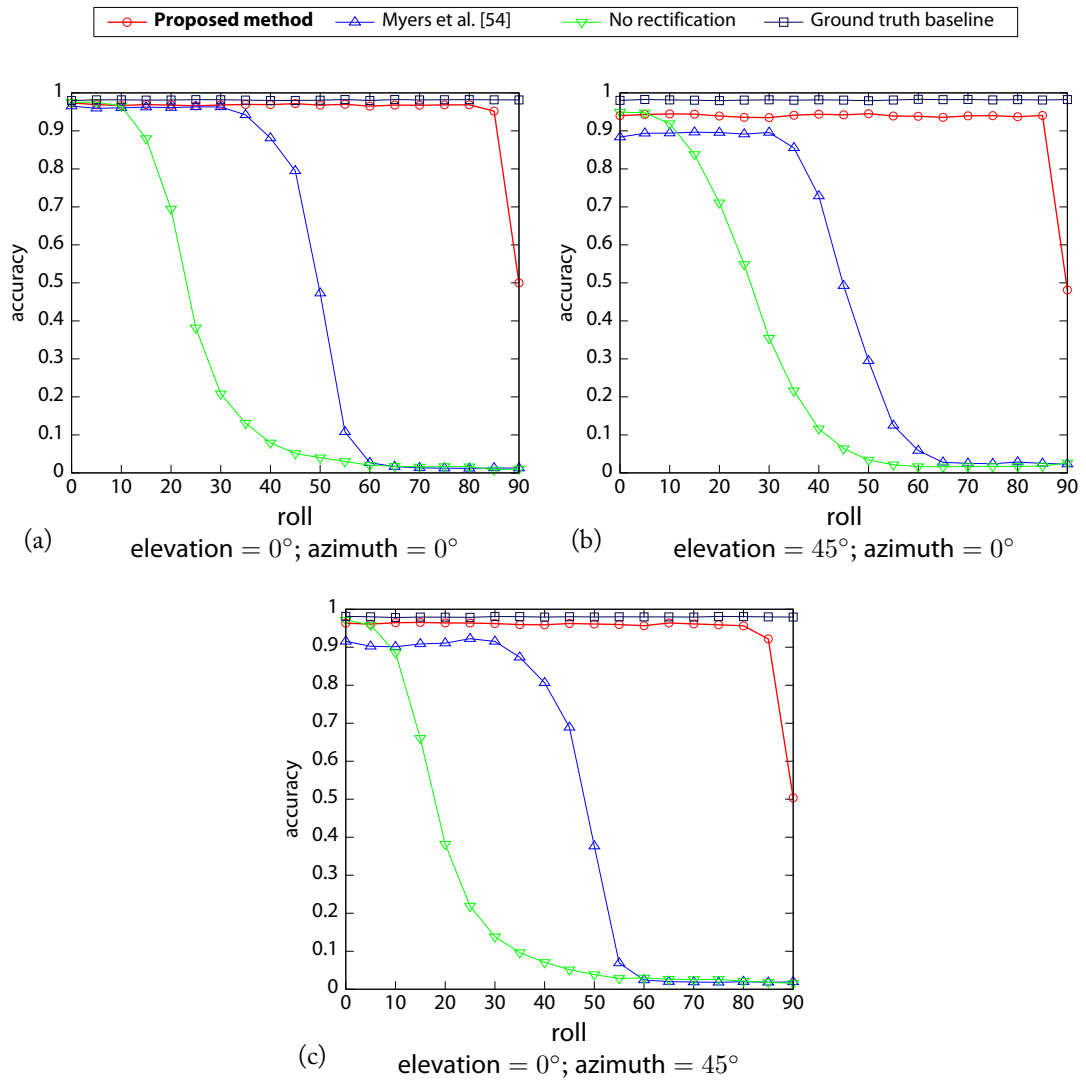 Proposed method Myers et al. [54] No rectification Ground truth baseline
1
0.9
0.8
0.7
0.6
0.5
0.4
0.3
0.2
0.1
0
accuracy
0 10 20 30 40 50 60 70 80 90
roll
(a) elevation = 0°; azimuth = 0°
1
0.9
0.8
0.7
0.6
0.5
0.4
0.3
0.2
0.1
0
accuracy
0 10 20 30 40 50 60 70 80 90
roll
(b) elevation = 45°; azimuth = 0°
1
0.9
0.8
0.7
0.6
0.5
0.4
0.3
0.2
0.1
0
accuracy
0 10 20 30 40 50 60 70 80 90
roll
(c) elevation = 0°; azimuth = 45°